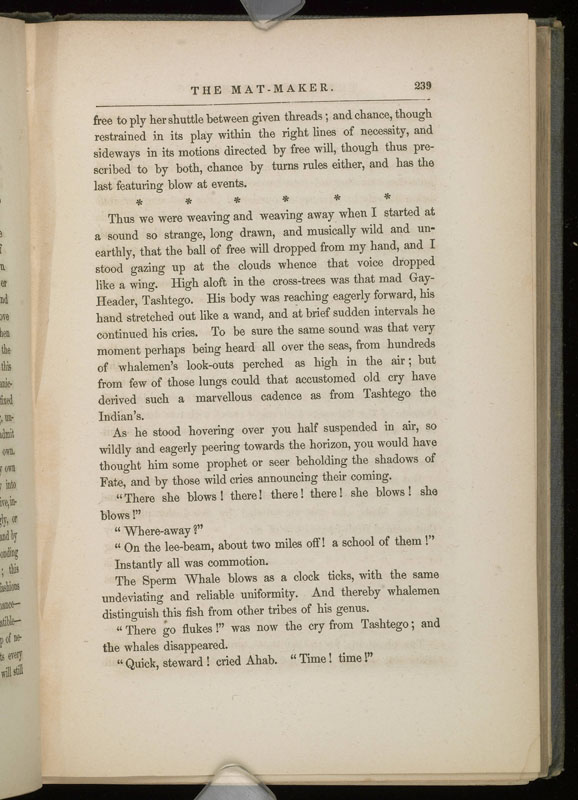 THE MAT-MAKER. 239
free to ply her shuttle between given threads; and chance, though
restrained in its play within the right lines of necessity, and
sideways in its motions directed by free will, though thus pre-
scribed to by both, chance by turns rules either, and has the
last featuring blow at events.
* * * * * *
Thus we were weaving and weaving away when I started at
a sound so strange, long drawn, and musically wild and un-
earthly, that the ball of free will dropped from my hand, and I
stood gazing up at the clouds whence that voice dropped
like a wing. High aloft in the cross-trees was that mad Gay-
Header, Tashtego. His body was reaching eagerly forward, his
hand stretched out like a wand, and at brief sudden intervals he
continued his cries. To be sure the same sound was that very
moment perhaps being heard all over the seas, from hundreds
of whalemen's look-outs perched as high in the air; but
from few of those lungs could that accustomed old cry have
derived such a marvellous cadence as from Tashtego the
Indian's.
As he stood hovering over you half suspended in air, so
wildly and eagerly peering towards the horizon, you would have
thought him some prophet or seer beholding the shadows of
Fate, and by those wild cries announcing their coming.
"There she blows! there! there! there! she blows! she
blows!"
"Where-away?"
"On the lee-beam, about two miles off! a school of them!"
Instantly all was commotion.
The Sperm Whale blows as a clock ticks, with the same
undeviating and reliable uniformity. And thereby whalemen
distinguish this fish from other tribes of his genus.
"There go flukes!" was now the cry from Tashtego; and
the whales disappeared.
"Quick, steward! cried Ahab. "Time! time!"